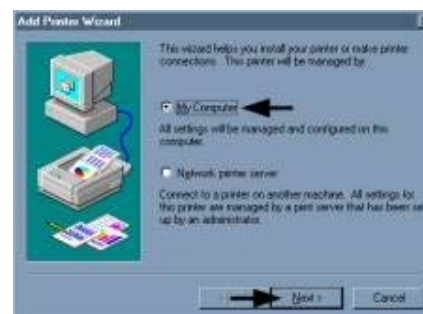 Add Printer Wizard
This wizard helps you install your printer or make printer
connections. This printer will be managed by:
My Computer
All settings will be managed and configured on this
computer.
Network printer server
Connect to a printer on another machine. All settings for
this printer are managed by a print server that has been set
up by an administrator.
Next >
Cancel